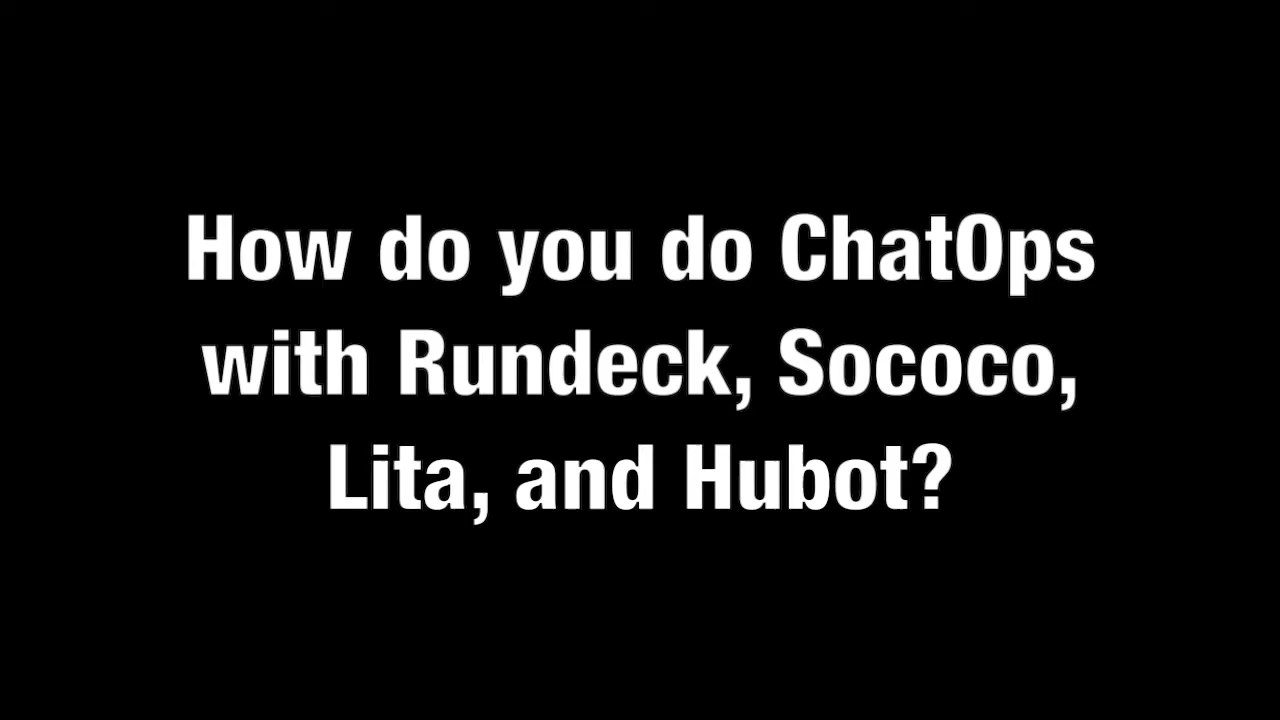 How do you do ChatOps
with Rundeck, Sococo,
Lita, and Hubot?